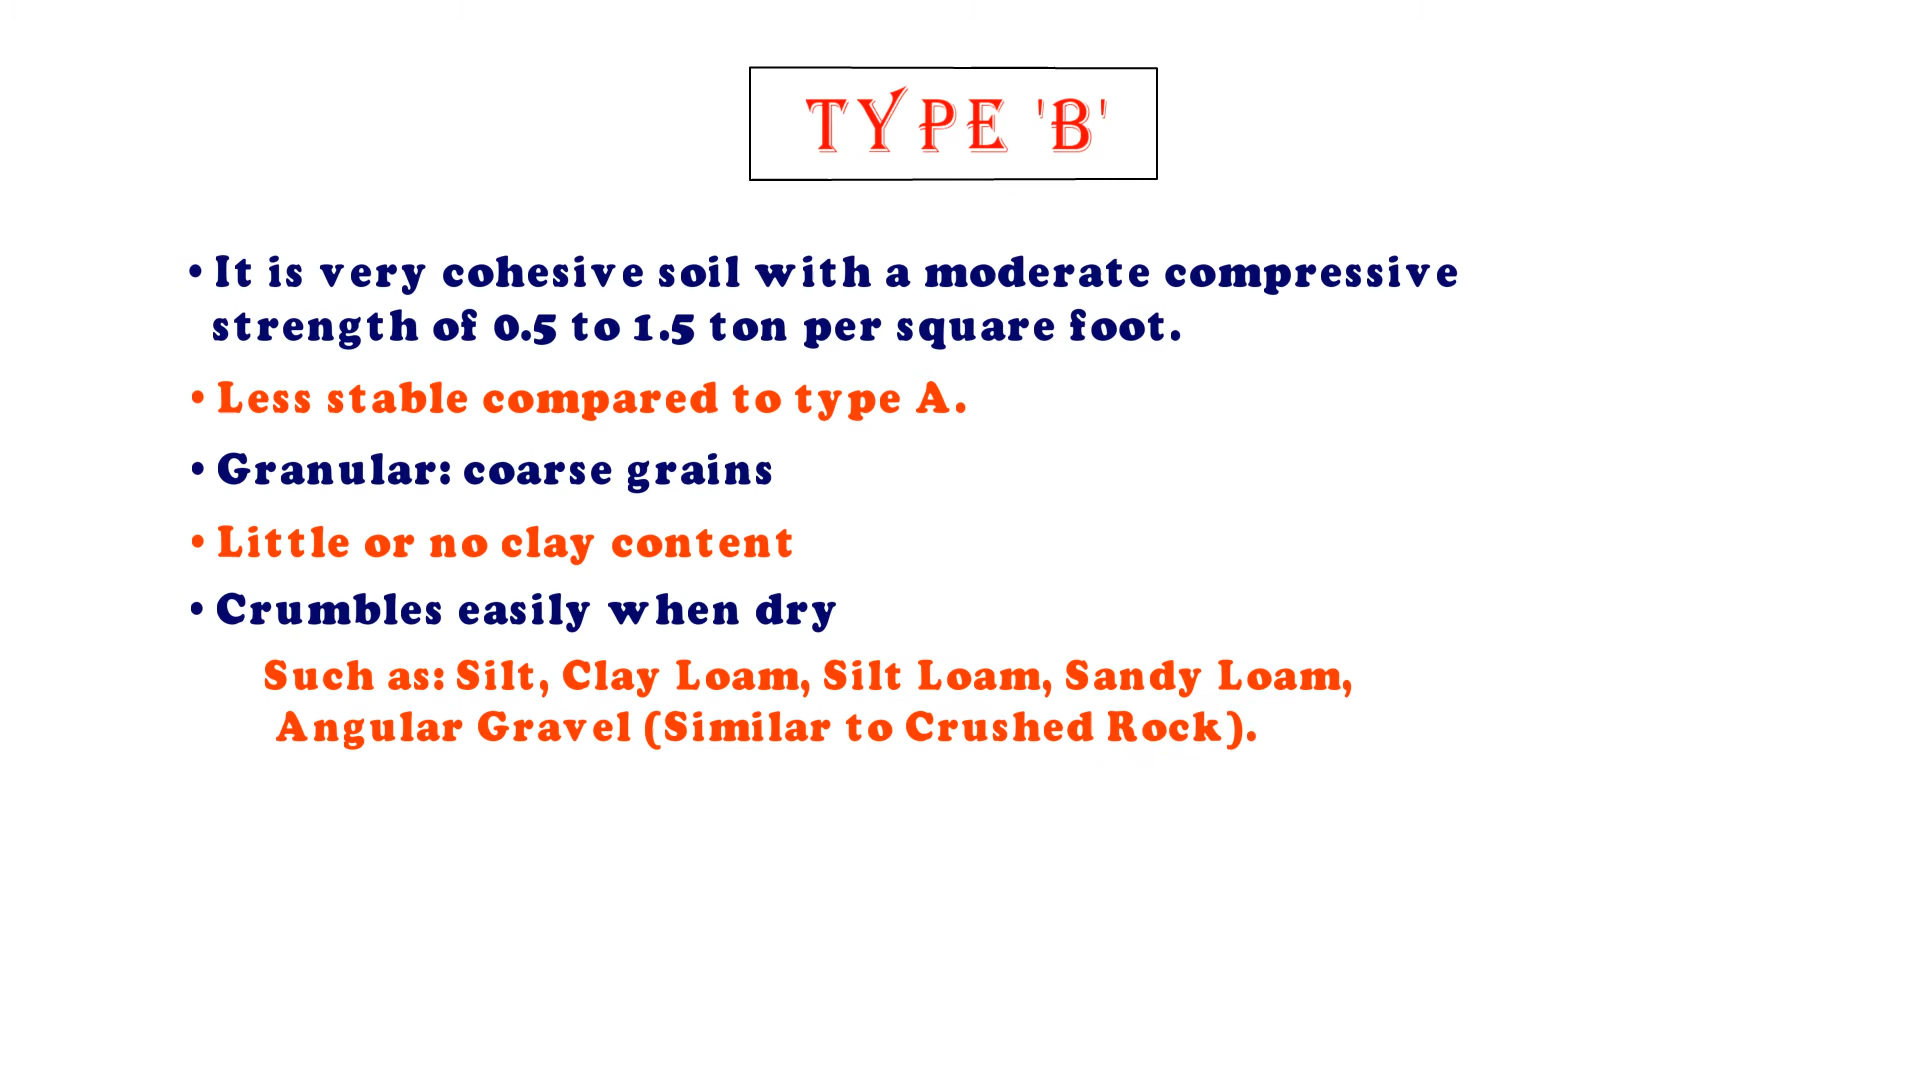 TYPE 'B'
• It is very cohesive soil with a moderate compressive
strength of 0.5 to 1.5 ton per square foot.
• Less stable compared to type A.
• Granular: coarse grains
• Little or no clay content
• Crumbles easily when dry
Such as: Silt, Clay Loam, Silt Loam, Sandy Loam,
Angular Gravel (Similar to Crushed Rock).